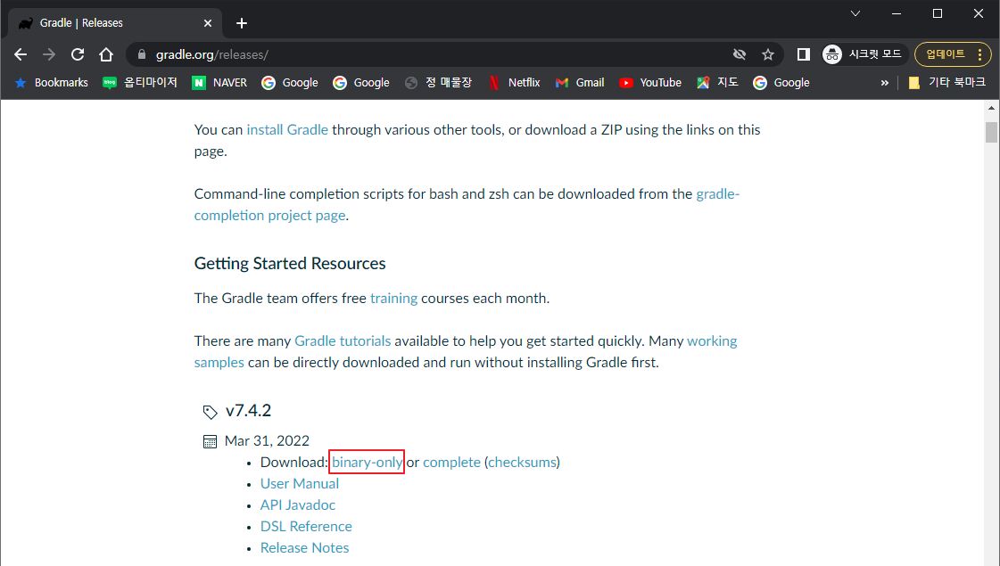 Gradle | Releases
gradle.org/releases/
시크릿 모드
업데이트
Bookmarks
blog 옵티마이저
N NAVER
Google
Google
정 매물장
Netflix
Gmail
YouTube
지도
Google
»
기타 북마크
You can install Gradle through various other tools, or download a ZIP using the links on this
page.
Command-line completion scripts for bash and zsh can be downloaded from the gradle-
completion project page.
Getting Started Resources
The Gradle team offers free training courses each month.
There are many Gradle tutorials available to help you get started quickly. Many working
samples can be directly downloaded and run without installing Gradle first.
v7.4.2
Mar 31, 2022
• Download: binary-only or complete (checksums)
• User Manual
• API Javadoc
• DSL Reference
• Release Notes